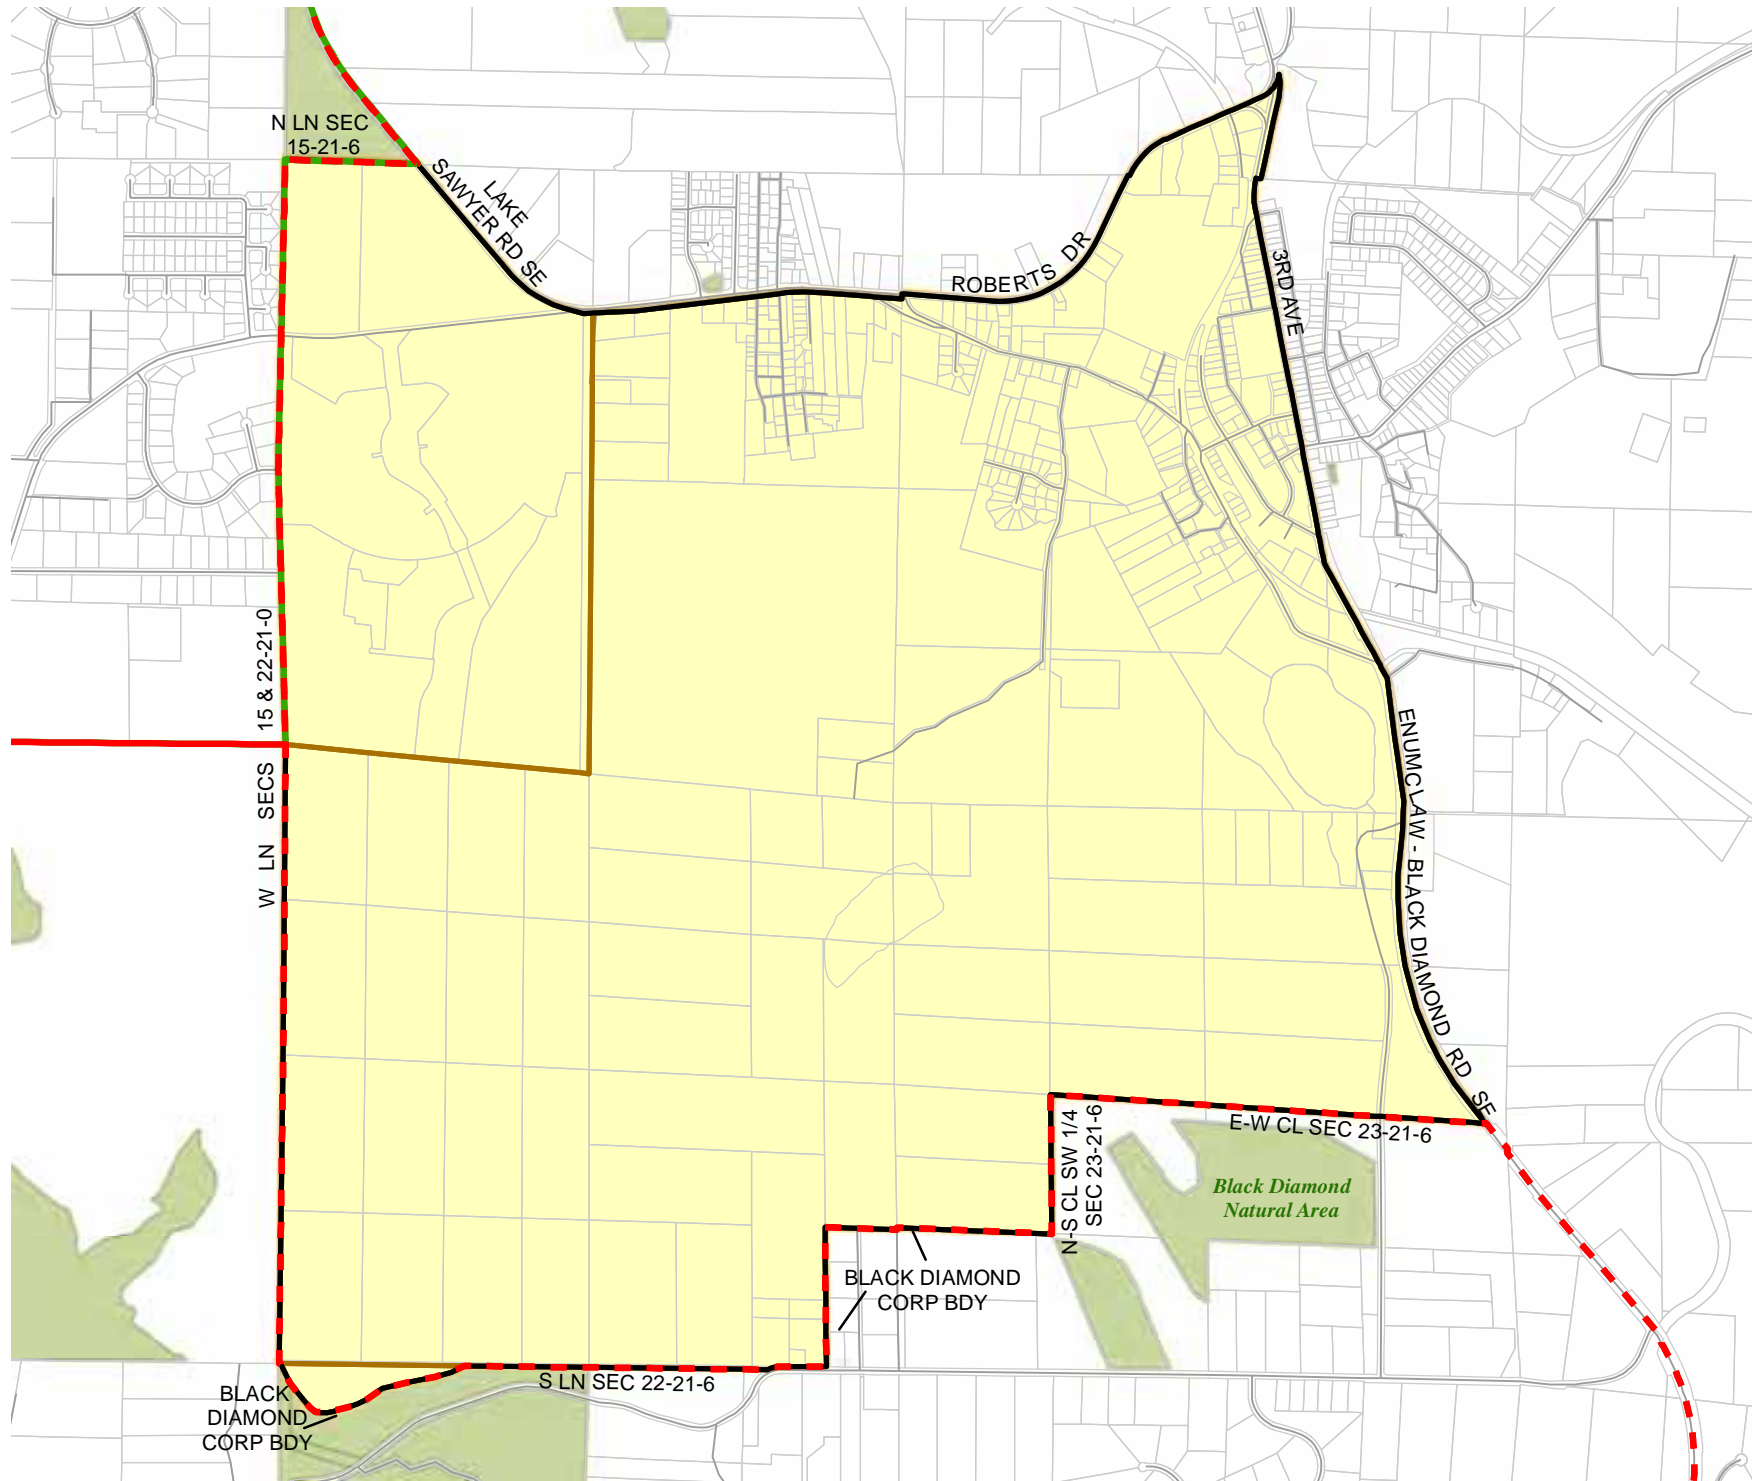 N LN SEC
15-21-6
LAKE
SAWYER RD SE
ROBERTS DR
3RD AVE
15 & 22-21-0
W LN SECS
ENUMCLAW - BLACK DIAMOND RD SE
E-W CL SEC 23-21-6
N-S CL SW 1/4
SEC 23-21-6
Black Diamond
Natural Area
BLACK DIAMOND
CORP BDY
S LN SEC 22-21-6
BLACK
DIAMOND
CORP BDY